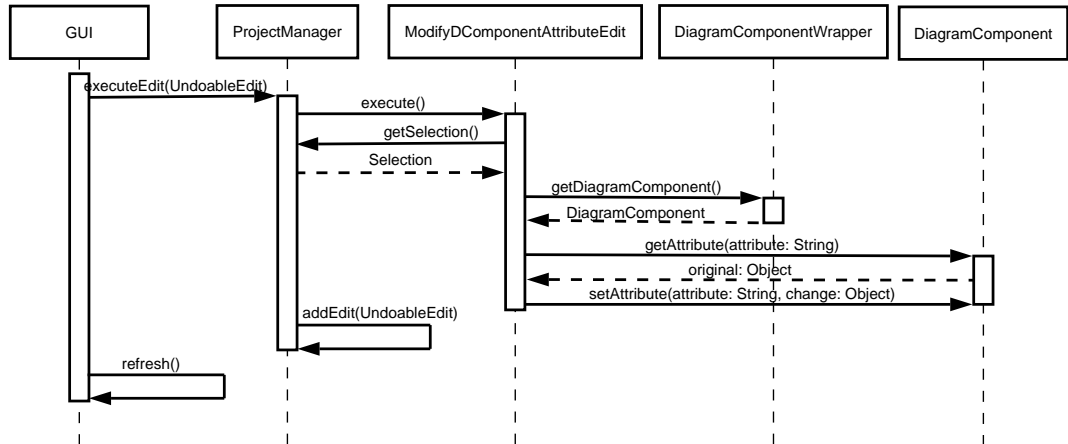 GUI
ProjectManager
ModifyDComponentAttributeEdit
DiagramComponentWrapper
DiagramComponent
executeEdit(UndoableEdit)
execute()
getSelection()
Selection
getDiagramComponent()
DiagramComponent
getAttribute(attribute: String)
original: Object
setAttribute(attribute: String, change: Object)
addEdit(UndoableEdit)
refresh()